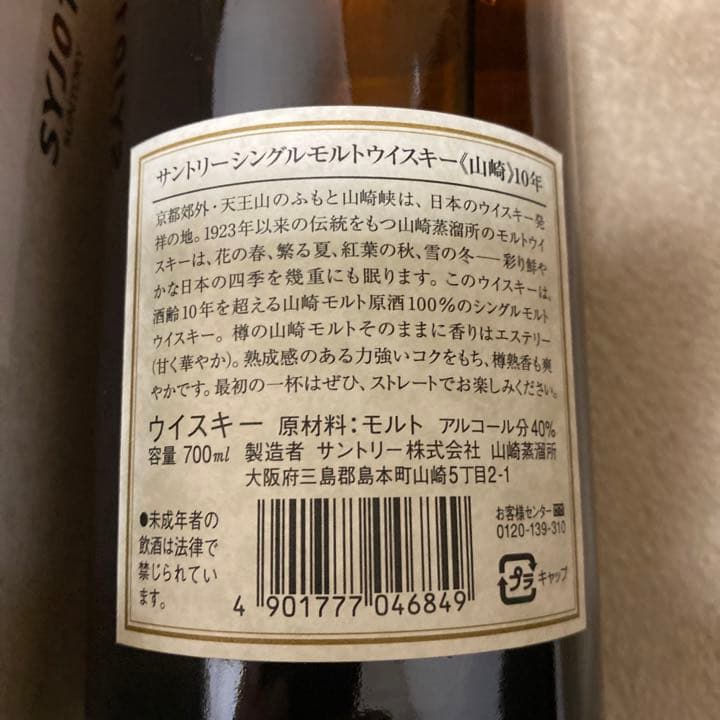 サントリーシングルモルトウイスキー《山崎》10年
京都郊外・天王山のふもと山崎峡は、日本のウイスキー発
祥の地。1923年以来の伝統をもつ山崎蒸溜所のモルトウイ
スキーは、花の春、繁る夏、紅葉の秋、雪の冬──彩り鮮や
かな日本の四季を幾重にも眠ります。このウイスキーは、
酒齢10年を超える山崎モルト原酒100%のシングルモルト
ウイスキー。樽の山崎モルトそのままに香りはエステリー
(甘く華やか)。熟成感のある力強いコクをもち、樽熟香も爽
やかです。最初の一杯はぜひ、ストレートでお楽しみください。
ウイスキー 原材料:モルト アルコール分40%
容量 700ml 製造者 サントリー株式会社 山崎蒸溜所
大阪府三島郡島本町山崎5丁目2-1
●未成年者の
飲酒は法律で
禁じられてい
ます。
4 901777 046849
お客様センター
0120-139-310
プラ キャップ
SUNTORY